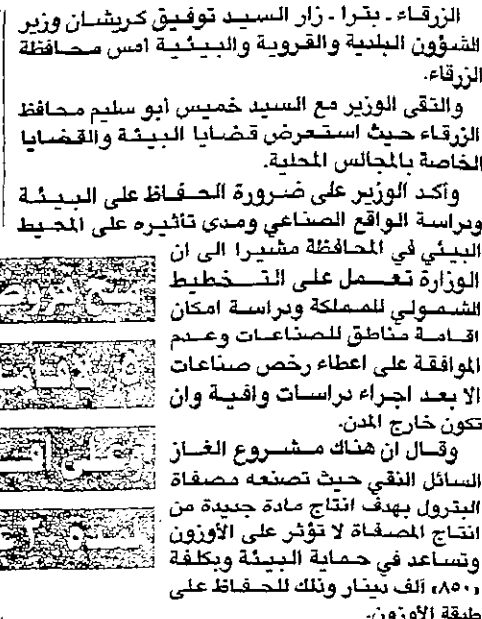 الزرقاء ـ بترا ـ زار السيد توفيق كريشان وزير
الشؤون البلدية والقروية والبيئية امس محافظة
الزرقاء.
والتقى الوزير مع السيد خميس ابو سليم محافظ
الزرقاء حيث استعرض قضايا البيئة والقضايا
الخاصة بالمجالس المحلية.
وأكد الوزير على ضرورة الحفاظ على البيئة
ودراسة الواقع الصناعي ومدى تاثيره على المحيط
البيئي في المحافظة مشيرا الى ان
الوزارة تعمل على التخطيط
الشمولي للمملكة ودراسة امكان
اقامة مناطق للصناعات وعدم
الموافقة على اعطاء رخص صناعات
الا بعد اجراء دراسات وافية وان
تكون خارج المدن.
وقال ان هناك مشروع الغاز
السائل النقي حيث تصنعه مصفاة
البترول بهدف انتاج مادة جديدة من
انتاج المصفاة لا تؤثر على الأوزون
وتساعد في حماية البيئة وبكلفة
«٨٥٠» ألف دينار وذلك للحفاظ على
طبقة الأوزون.